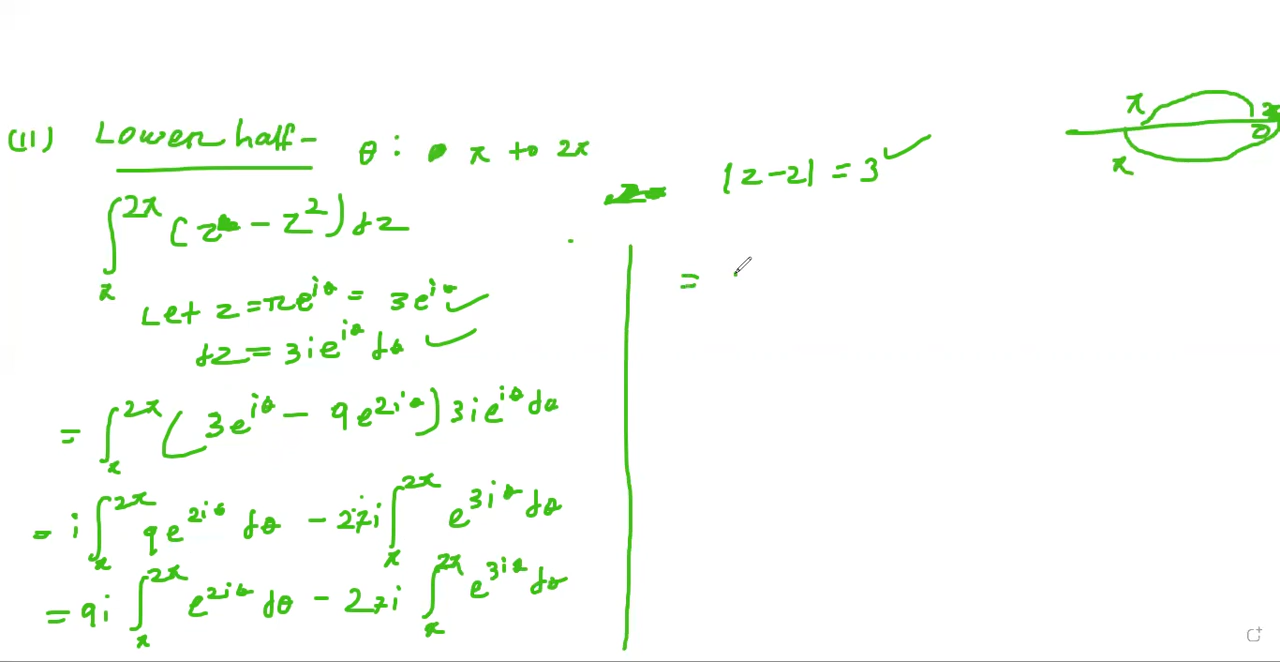 (II) Lower half - θ : π to 2π
|z-2| = 3 ✓
∫_π^{2π} (z - z²) dz
Let z = re^{iθ} = 3e^{iθ} ✓
dz = 3ie^{iθ} dθ ✓
= ∫_π^{2π} (3e^{iθ} - 9e^{2iθ}) 3ie^{iθ} dθ
= i ∫_π^{2π} 9e^{2iθ} dθ - 27i ∫_π^{2π} e^{3iθ} dθ
= 9i ∫_π^{2π} e^{2iθ} dθ - 27i ∫_π^{2π} e^{3iθ} dθ
=
π
0
π